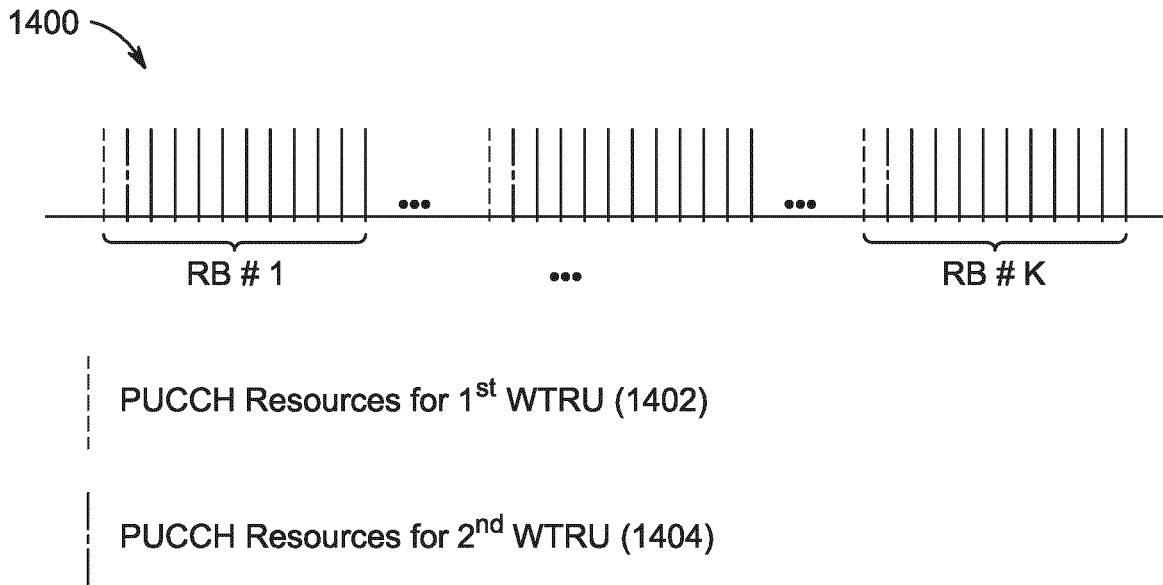 1400
RB # 1
RB # K
PUCCH Resources for 1st WTRU (1402)
PUCCH Resources for 2nd WTRU (1404)